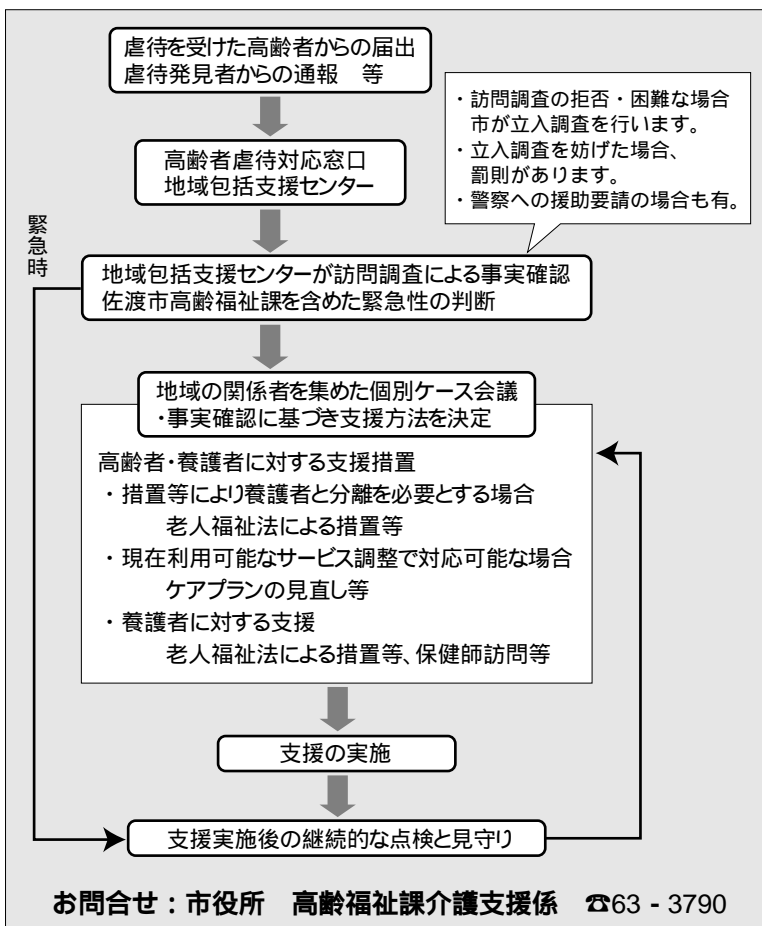 虐待を受けた高齢者からの届出
虐待発見者からの通報　等
・訪問調査の拒否・困難な場合
市が立入調査を行います。
・立入調査を妨げた場合、
罰則があります。
・警察への援助要請の場合も有。
高齢者虐待対応窓口
地域包括支援センター
緊急時
地域包括支援センターが訪問調査による事実確認
佐渡市高齢福祉課を含めた緊急性の判断
地域の関係者を集めた個別ケース会議
・事実確認に基づき支援方法を決定
高齢者・養護者に対する支援措置
・措置等により養護者と分離を必要とする場合
老人福祉法による措置等
・現在利用可能なサービス調整で対応可能な場合
ケアプランの見直し等
・養護者に対する支援
老人福祉法による措置等、保健師訪問等
支援の実施
支援実施後の継続的な点検と見守り
お問合せ：市役所　高齢福祉課介護支援係　☎63 - 3790